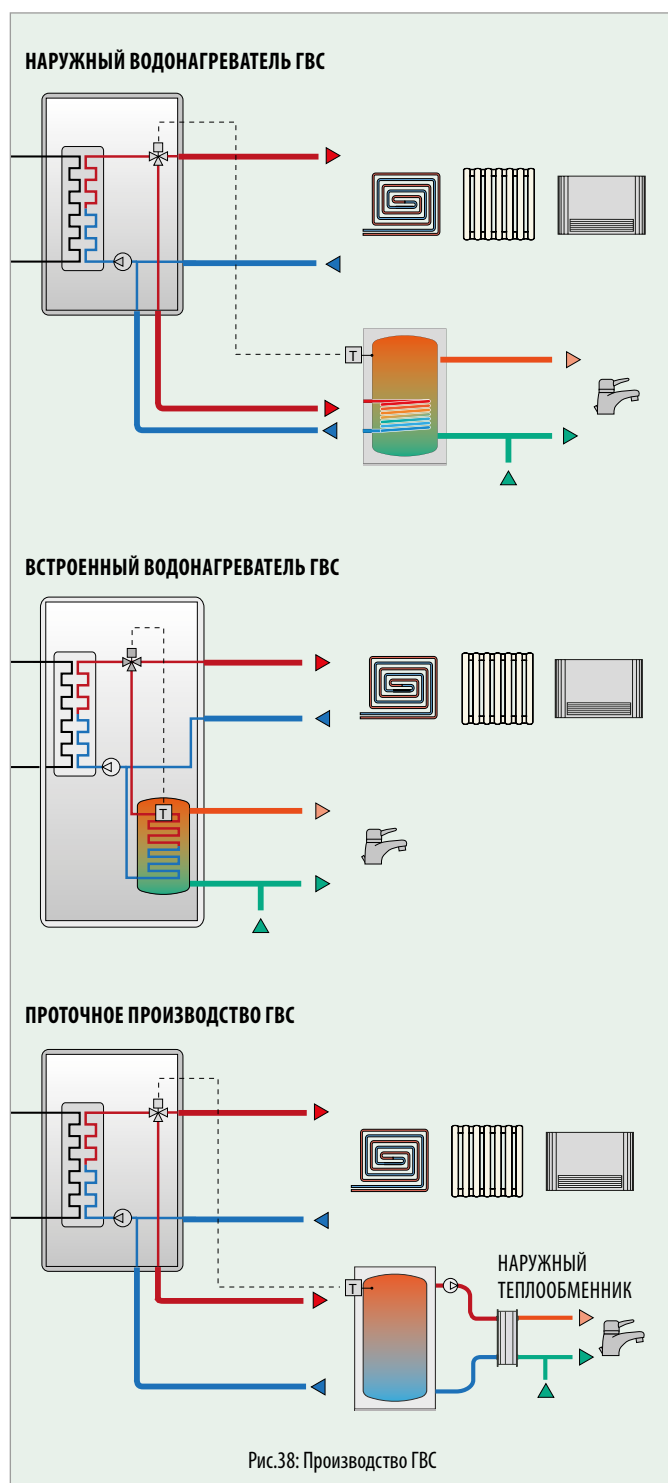 НАРУЖНЫЙ ВОДОНАГРЕВАТЕЛЬ ГВС
T
ВСТРОЕННЫЙ ВОДОНАГРЕВАТЕЛЬ ГВС
T
ПРОТОЧНОЕ ПРОИЗВОДСТВО ГВС
НАРУЖНЫЙ
ТЕПЛООБМЕННИК
T
Рис.38: Производство ГВС